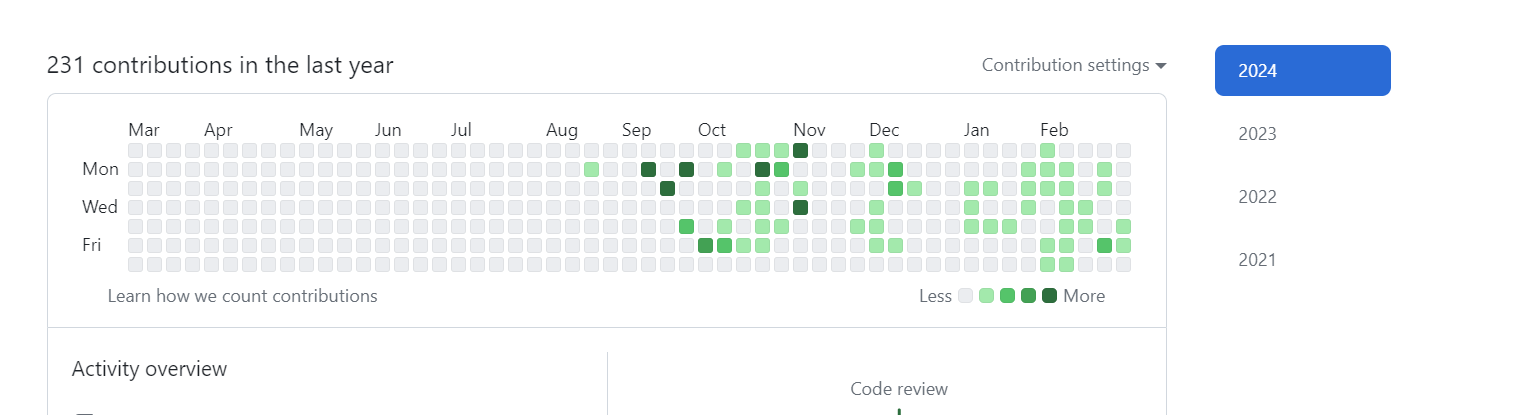 231 contributions in the last year
Contribution settings
2024
2023
2022
2021
Mar Apr May Jun Jul Aug Sep Oct Nov Dec Jan Feb
Mon
Wed
Fri
Learn how we count contributions
Less More
Activity overview
Code review